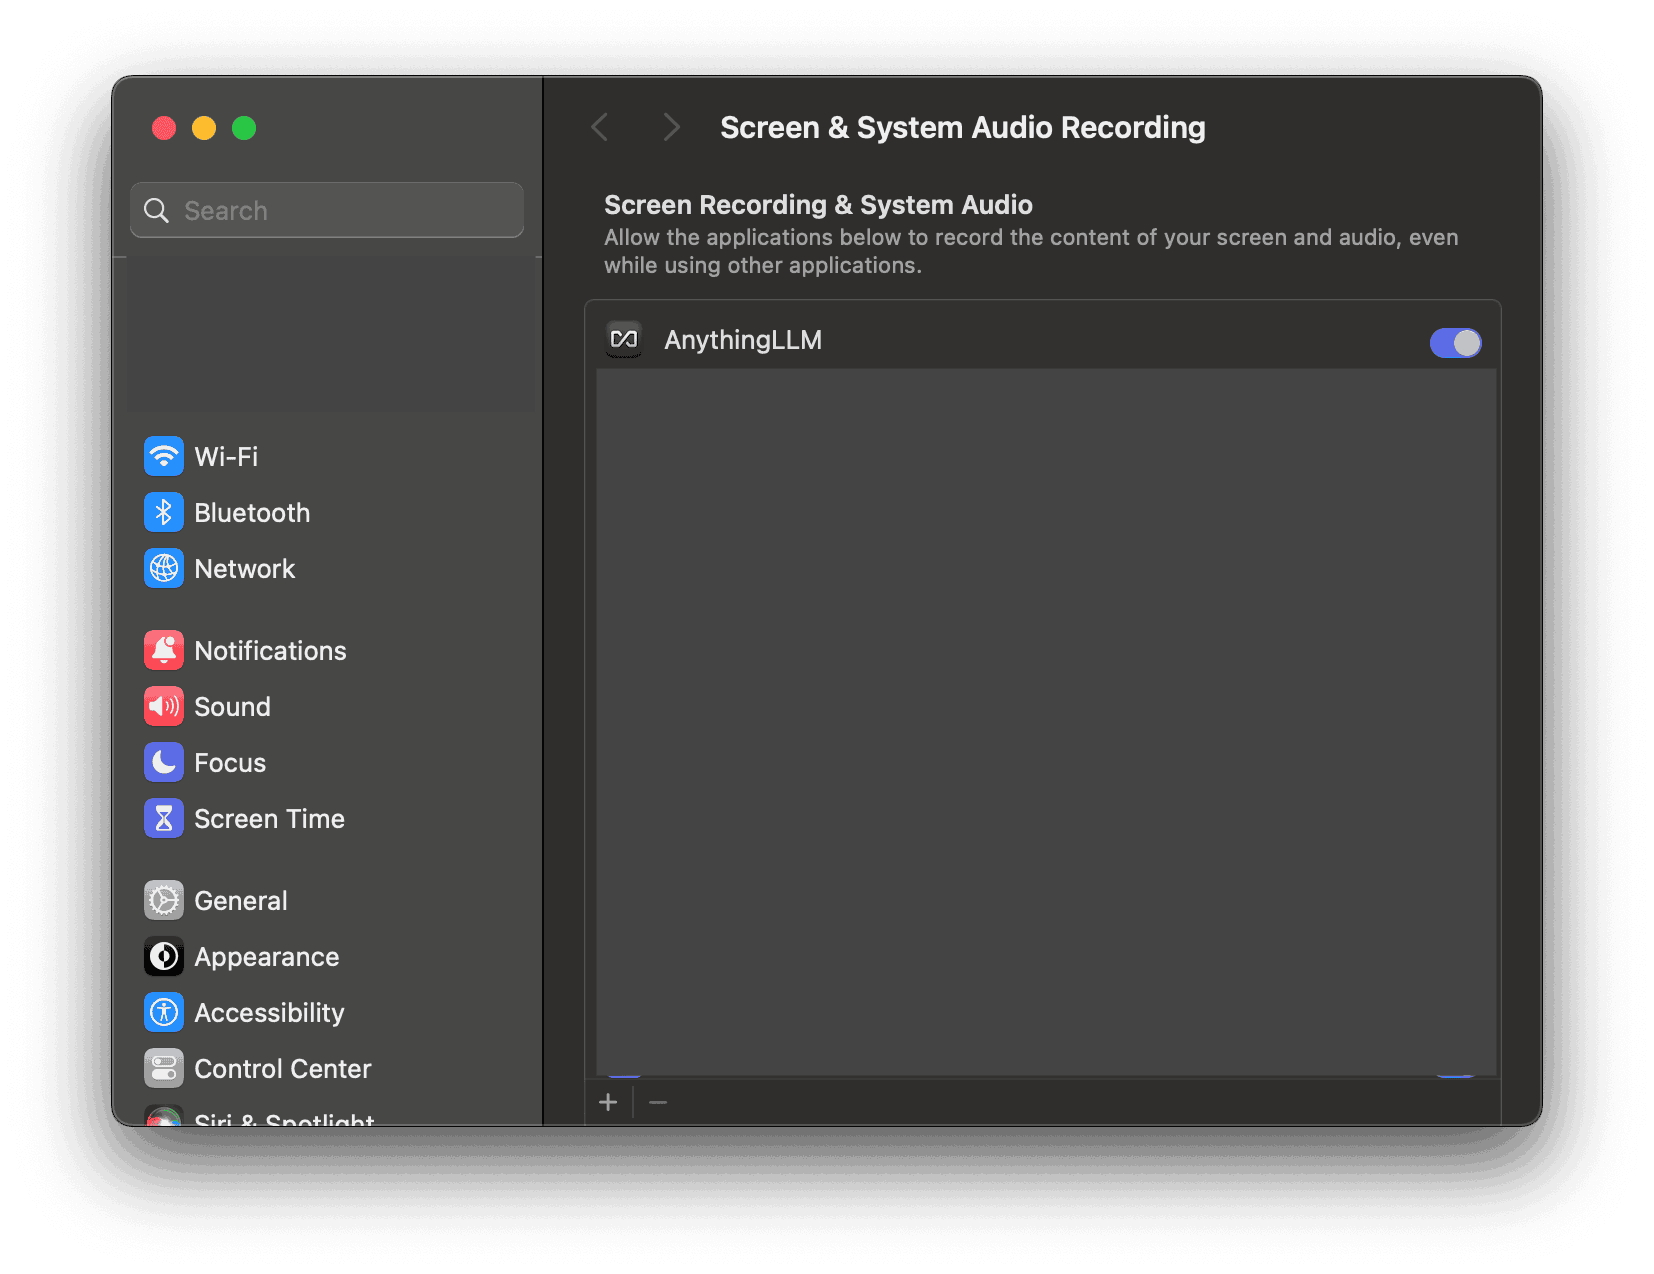 Screen & System Audio Recording
Search
Screen Recording & System Audio
Allow the applications below to record the content of your screen and audio, even
while using other applications.
AnythingLLM
Wi-Fi
Bluetooth
Network
Notifications
Sound
Focus
Screen Time
General
Appearance
Accessibility
Control Center
Siri & Spotlight